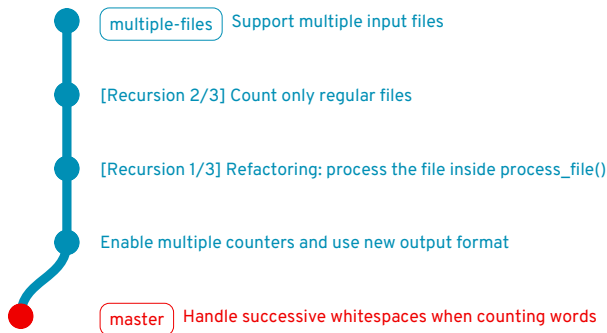 multiple-files Support multiple input files
[Recursion 2/3] Count only regular files
[Recursion 1/3] Refactoring: process the file inside process_file()
Enable multiple counters and use new output format
master Handle successive whitespaces when counting words